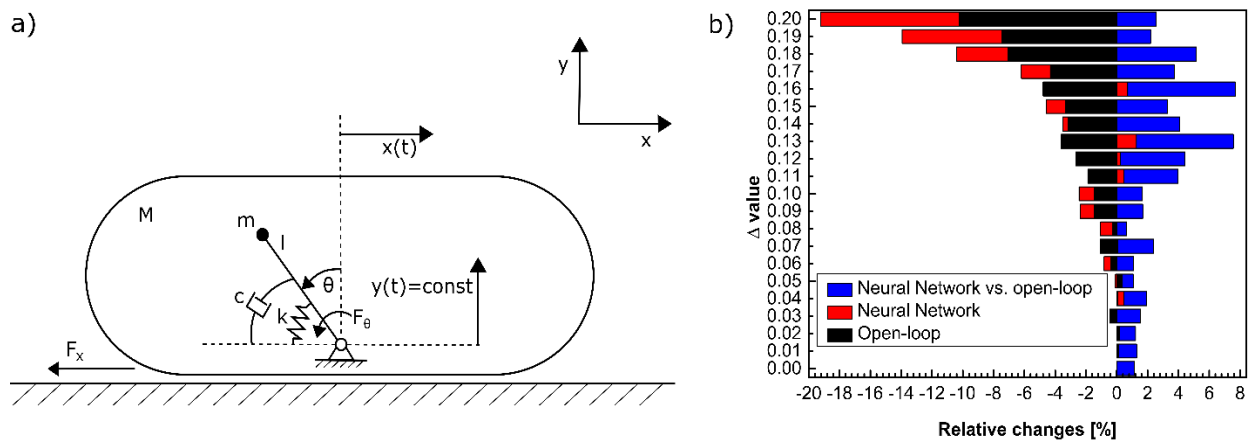 a)
y
x
x(t)
M
m
l
θ
y(t)=const
c
k
F_θ
F_x
b)
Δ value
0.20
0.19
0.18
0.17
0.16
0.15
0.14
0.13
0.12
0.11
0.10
0.09
0.08
0.07
0.06
0.05
0.04
0.03
0.02
0.01
0.00
Neural Network vs. open-loop
Neural Network
Open-loop
-20 -18 -16 -14 -12 -10 -8 -6 -4 -2 0 2 4 6 8
Relative changes [%]